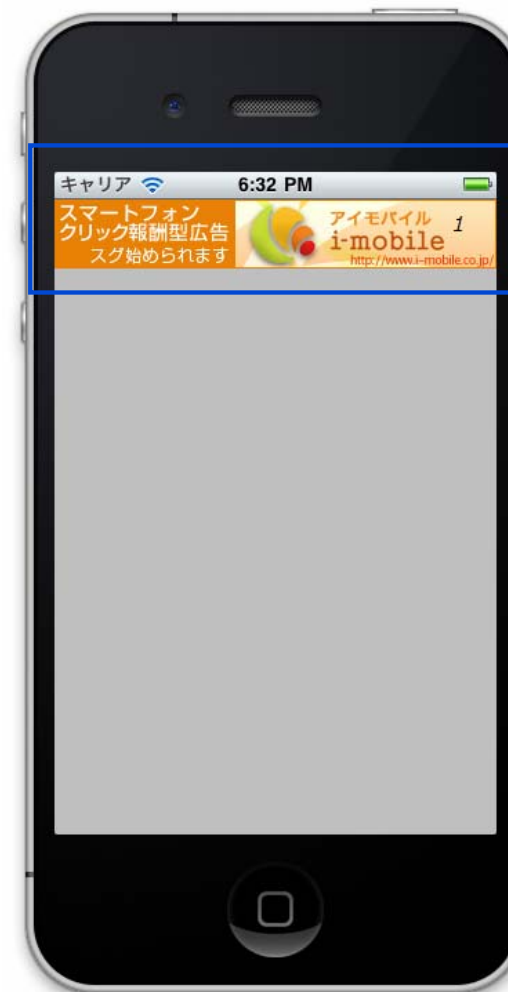 キャリア 6:32 PM
スマートフォン
クリック報酬型広告
スグ始められます
アイモバイル
i-mobile 1
http://www.i-mobile.co.jp/